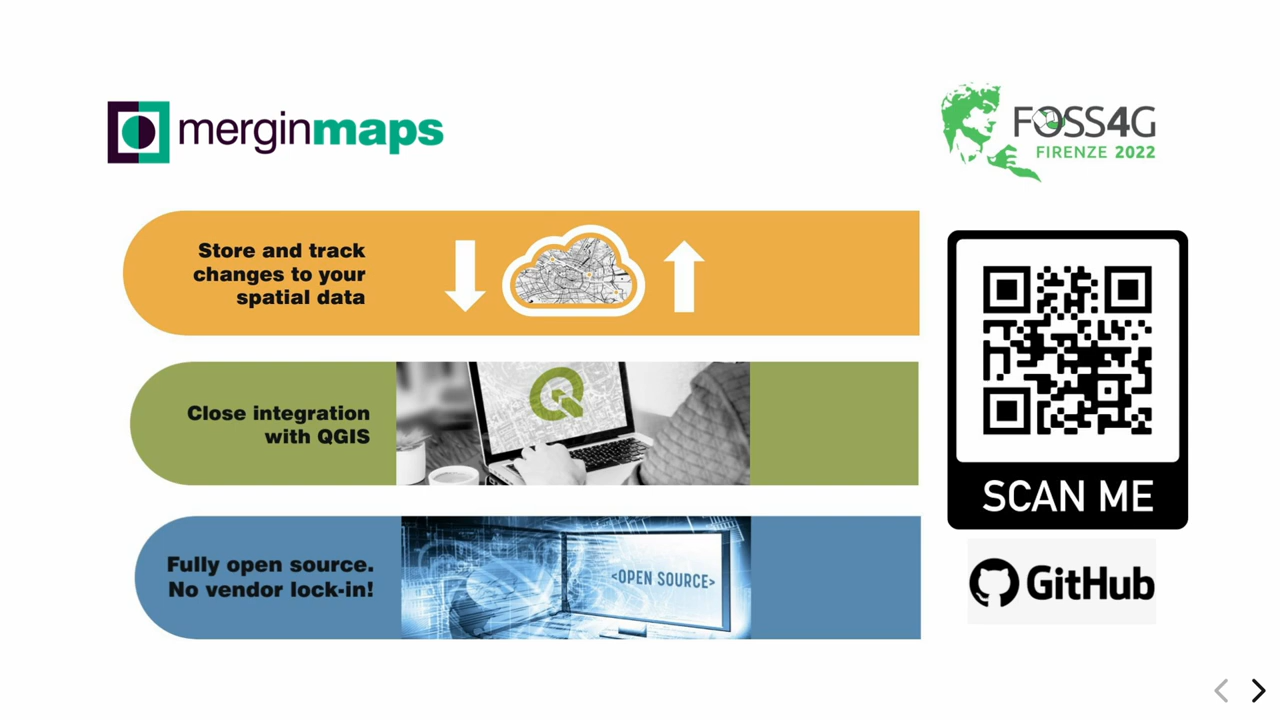 merginmaps
FOSS4G
FIRENZE 2022
Store and track
changes to your
spatial data
Close integration
with QGIS
Fully open source.
No vendor lock-in!
<OPEN SOURCE>
SCAN ME
GitHub